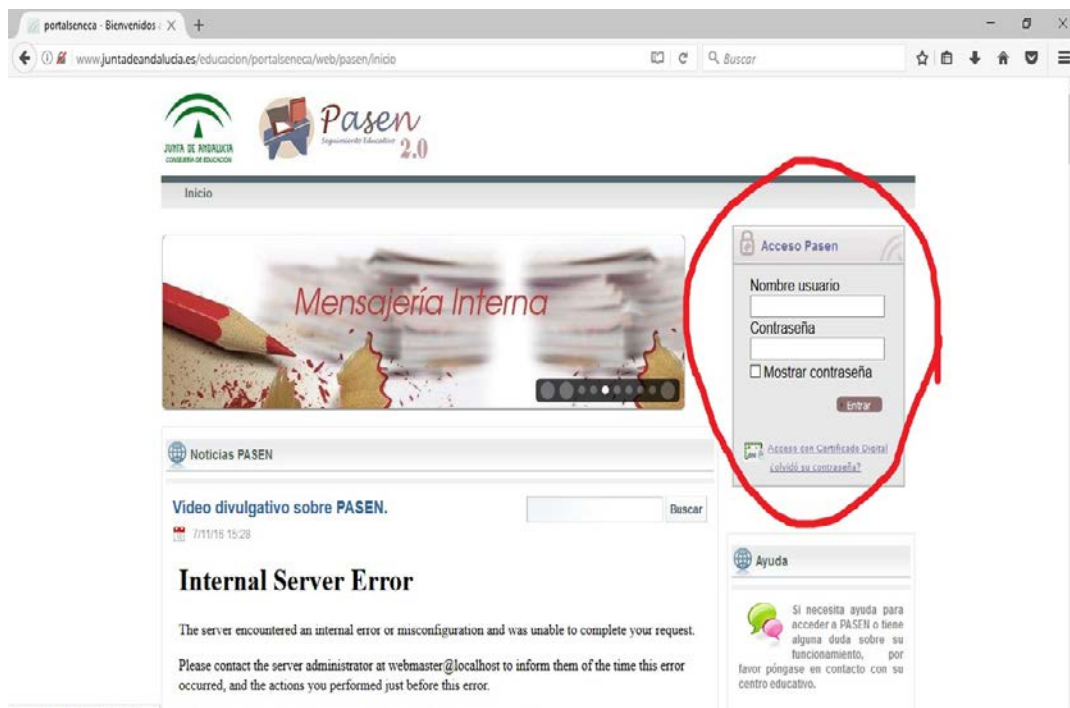 portalseneca - Bienvenidos a
www.juntadeandalucia.es/educacion/portalseneca/web/pasen/inicio
Buscar
JUNTA DE ANDALUCIA
CONSEJERÍA DE EDUCACIÓN
Pasen
Seguimiento Educativo
2.0
Inicio
Mensajería Interna
Acceso Pasen
Nombre usuario
Contraseña
Mostrar contraseña
Entrar
Acceso con Certificado Digital
¿olvidó su contraseña?
Noticias PASEN
Video divulgativo sobre PASEN.
Buscar
7/11/16 15:28
Internal Server Error
The server encountered an internal error or misconfiguration and was unable to complete your request.
Please contact the server administrator at webmaster@localhost to inform them of the time this error
occurred, and the actions you performed just before this error.
Ayuda
Si necesita ayuda para
acceder a PASEN o tiene
alguna duda sobre su
funcionamiento, por
favor póngase en contacto con su
centro educativo.